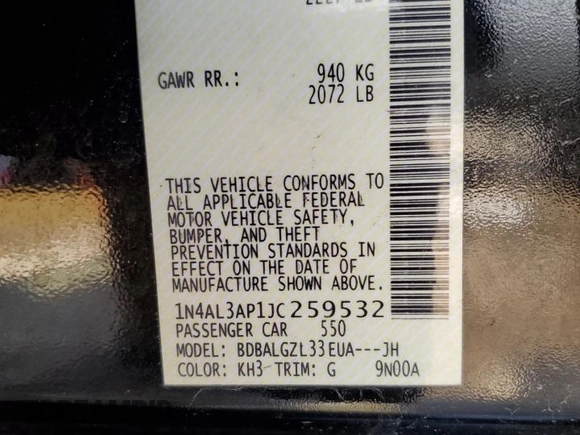 GAWR RR.: 940 KG
2072 LB
THIS VEHICLE CONFORMS TO
ALL APPLICABLE FEDERAL
MOTOR VEHICLE SAFETY,
BUMPER, AND THEFT
PREVENTION STANDARDS IN
EFFECT ON THE DATE OF
MANUFACTURE SHOWN ABOVE.
1N4AL3AP1JC259532
PASSENGER CAR 550
MODEL: BDBALGZL33EUA---JH
COLOR: KH3 TRIM: G 9N00A